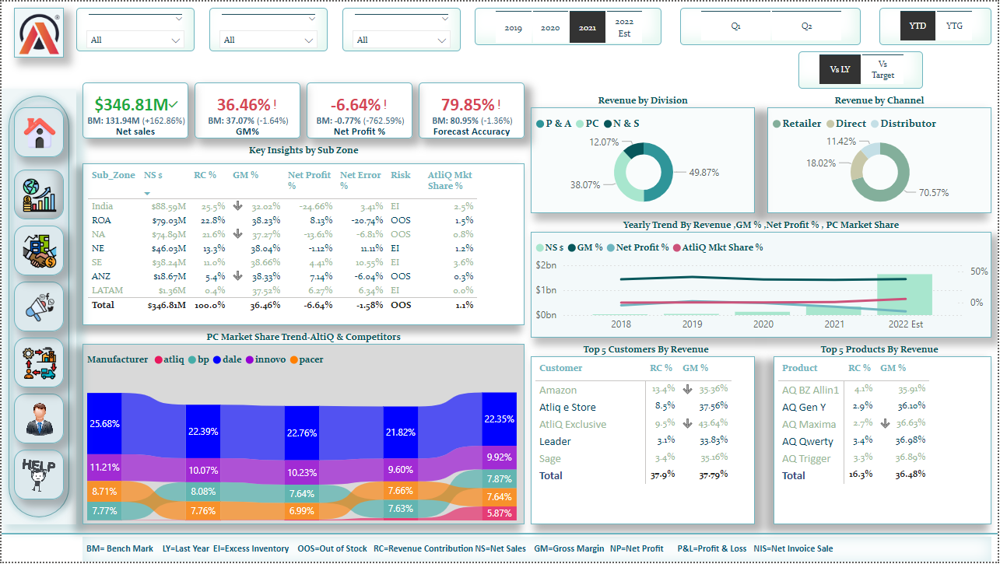 All
All
All
2019 2020 2021 2022 Est
Q1 Q2
YTD YTG
Vs LY Vs Target
$346.81M
BM: 131.94M (+162.86%)
Net sales
36.46% !
BM: 37.07% (-1.64%)
GM%
-6.64% !
BM: -0.77% (-762.59%)
Net Profit %
79.85% !
BM: 80.95% (-1.36%)
Forecast Accuracy
Key Insights by Sub Zone
Sub_Zone NS $ RC % GM % Net Profit % Net Error % Risk AtliQ Mkt Share %
India $88.59M 25.5% 32.02% -24.66% 3.41% EI 2.5%
ROA $79.03M 22.8% 38.23% 8.13% -20.74% OOS 1.5%
NA $74.89M 21.6% 37.27% -13.61% -6.81% OOS 0.8%
NE $46.03M 13.3% 38.04% -1.12% 11.11% EI 1.2%
SE $38.24M 11.0% 38.66% 4.41% 10.55% EI 3.6%
ANZ $18.67M 5.4% 38.33% 7.14% -6.04% OOS 0.3%
LATAM $1.36M 0.4% 37.52% 6.27% 6.34% EI 0.0%
Total $346.81M 100.0% 36.46% -6.64% -1.58% OOS 1.1%
Revenue by Division
P & A PC N & S
12.07%
49.87%
38.07%
Revenue by Channel
Retailer Direct Distributor
11.42%
18.02%
70.57%
Yearly Trend By Revenue ,GM % ,Net Profit % , PC Market Share
NS $ GM % Net Profit % AtliQ Mkt Share %
$2bn
$1bn
$0bn
50%
0%
2018 2019 2020 2021 2022 Est
PC Market Share Trend-AtliQ & Competitors
Manufacturer atliq bp dale innovo pacer
25.68% 22.39% 22.76% 21.82% 22.35%
11.21% 10.07% 10.23% 9.60% 9.92%
8.71% 8.08% 7.64% 7.66% 7.87%
7.77% 7.76% 6.99% 7.63% 7.64%
5.87%
Top 5 Customers By Revenue
Customer RC % GM %
Amazon 13.4% 35.36%
Atliq e Store 8.5% 37.56%
AtliQ Exclusive 9.5% 43.64%
Leader 3.1% 33.83%
Sage 3.4% 35.16%
Total 37.9% 37.79%
Top 5 Products By Revenue
Product RC % GM %
AQ BZ Allin1 4.1% 35.91%
AQ Gen Y 2.9% 36.10%
AQ Maxima 2.7% 36.63%
AQ Qwerty 3.4% 36.98%
AQ Trigger 3.3% 36.89%
Total 16.3% 36.48%
HELP
BM= Bench Mark LY=Last Year EI=Excess Inventory OOS=Out of Stock RC=Revenue Contribution NS=Net Sales GM=Gross Margin NP=Net Profit P&L=Profit & Loss NIS=Net Invoice Sale